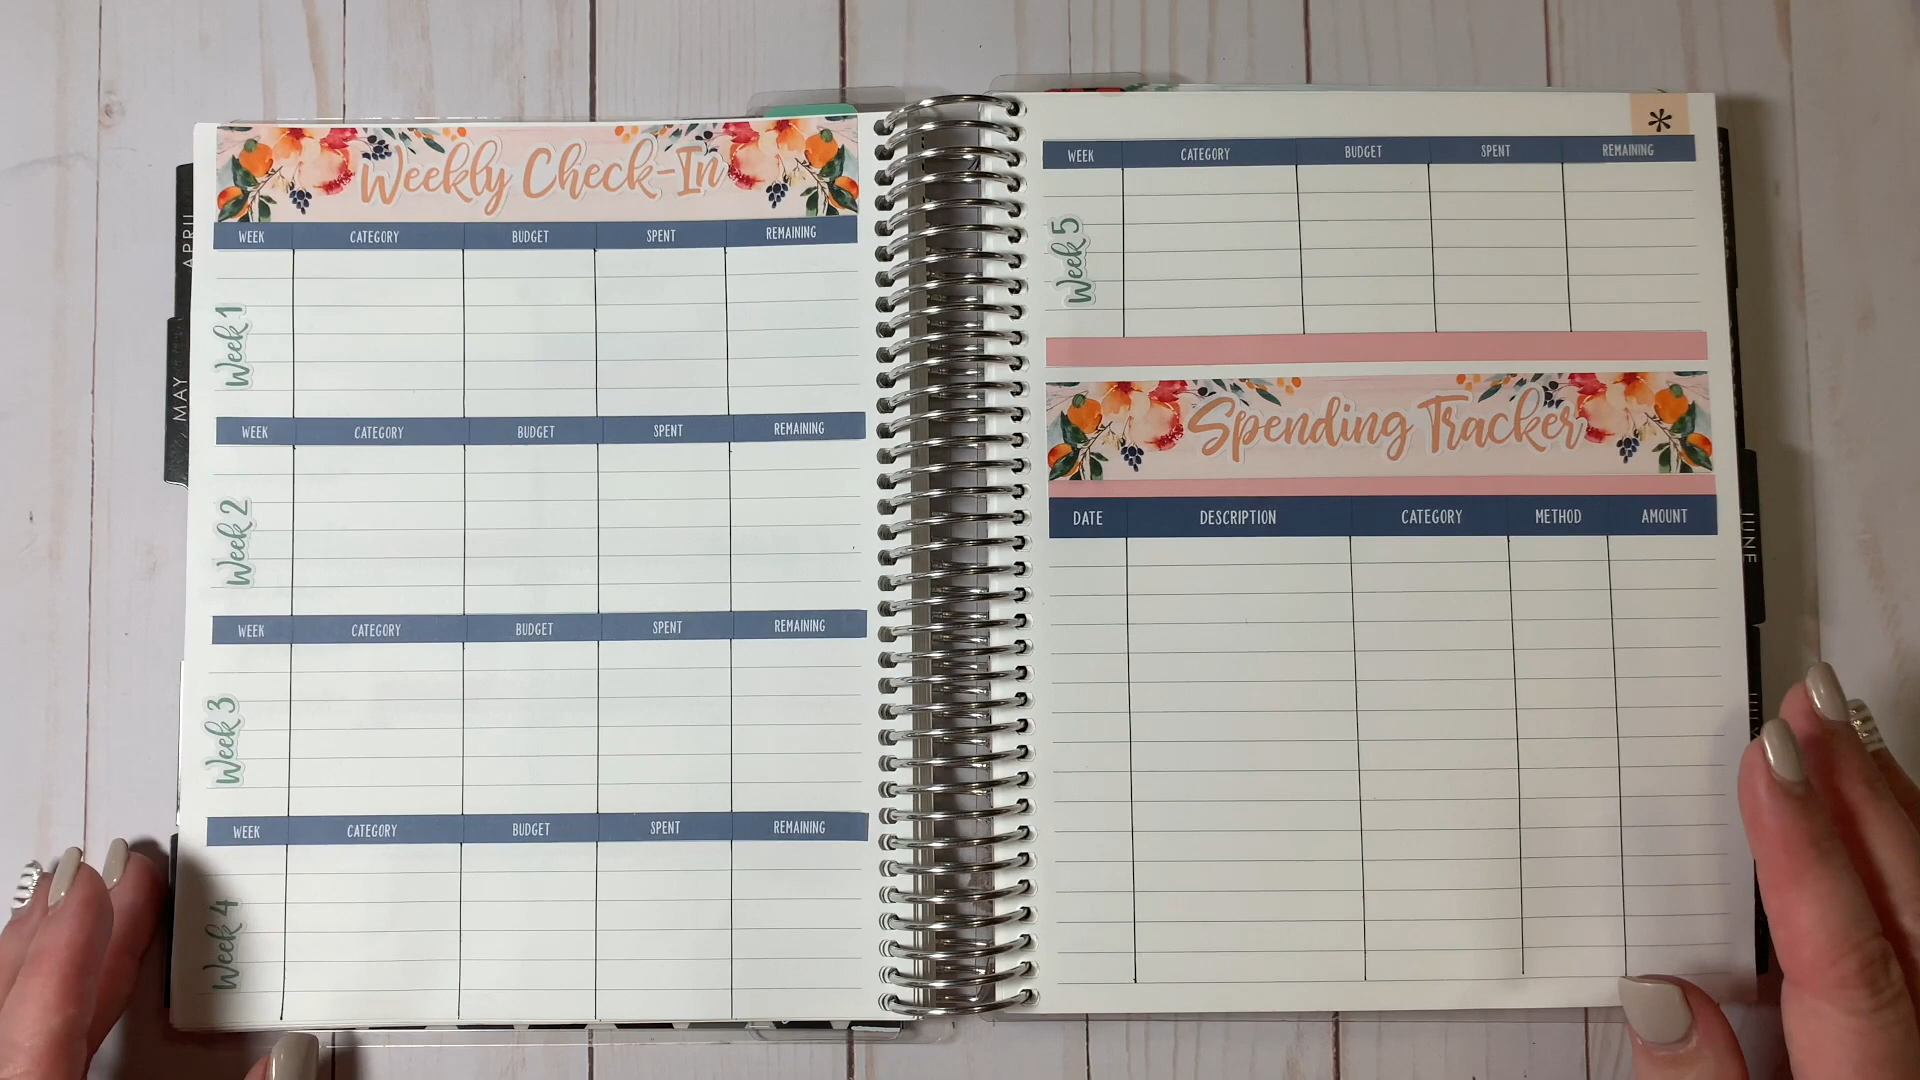 Weekly Check-In
WEEK CATEGORY BUDGET SPENT REMAINING
Week 1
WEEK CATEGORY BUDGET SPENT REMAINING
Week 2
WEEK CATEGORY BUDGET SPENT REMAINING
Week 3
WEEK CATEGORY BUDGET SPENT REMAINING
Week 4
APRIL
MAY
*
WEEK CATEGORY BUDGET SPENT REMAINING
Week 5
Spending Tracker
DATE DESCRIPTION CATEGORY METHOD AMOUNT
JUNE